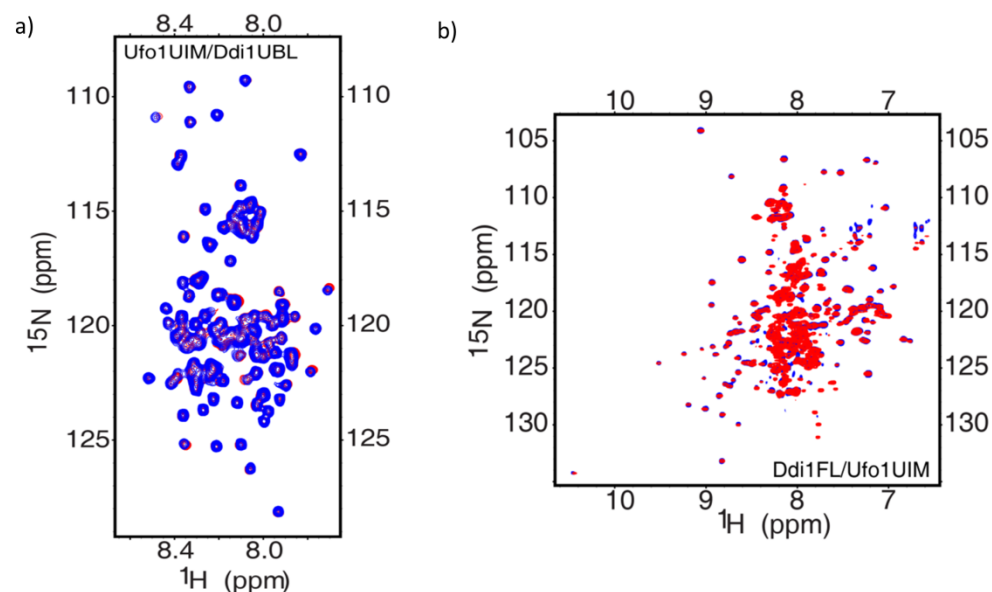 a)
8.4 8.0
Ufo1UIM/Ddi1UBL
110 110
115 115
120 120
125 125
15N (ppm)
8.4 8.0
1H (ppm)
b)
10 9 8 7
105 105
110 110
115 115
120 120
125 125
130 130
15N (ppm)
Ddi1FL/Ufo1UIM
10 9 8 7
1H (ppm)